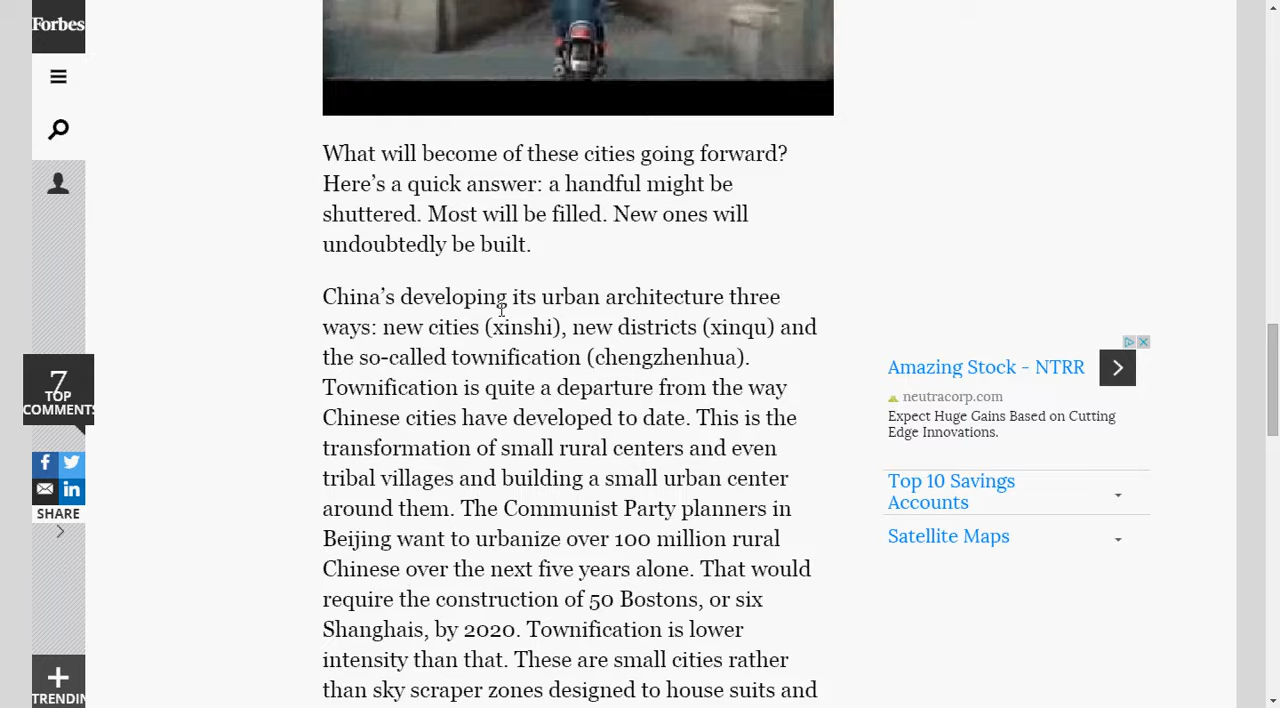 Forbes
What will become of these cities going forward?
Here's a quick answer: a handful might be
shuttered. Most will be filled. New ones will
undoubtedly be built.
China's developing its urban architecture three
ways: new cities (xinshi), new districts (xinqu) and
the so-called townification (chengzhenhua).
Townification is quite a departure from the way
Chinese cities have developed to date. This is the
transformation of small rural centers and even
tribal villages and building a small urban center
around them. The Communist Party planners in
Beijing want to urbanize over 100 million rural
Chinese over the next five years alone. That would
require the construction of 50 Bostons, or six
Shanghais, by 2020. Townification is lower
intensity than that. These are small cities rather
than sky scraper zones designed to house suits and
7
TOP
COMMENTS
SHARE
TRENDIN
Amazing Stock - NTRR
neutracorp.com
Expect Huge Gains Based on Cutting
Edge Innovations.
Top 10 Savings
Accounts
Satellite Maps